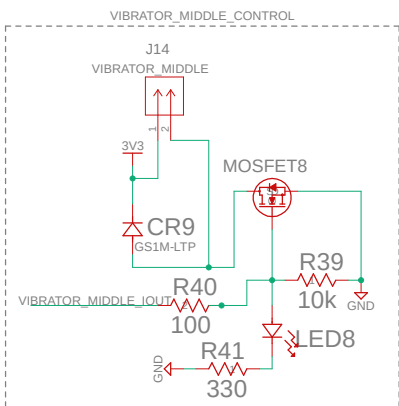 VIBRATOR_MIDDLE_CONTROL
J14
VIBRATOR_MIDDLE
1
2
3V3
MOSFET8
CR9
GS1M-LTP
R39
R40
VIBRATOR_MIDDLE_IOUT
10k
GND
100
LED8
R41
GND
330